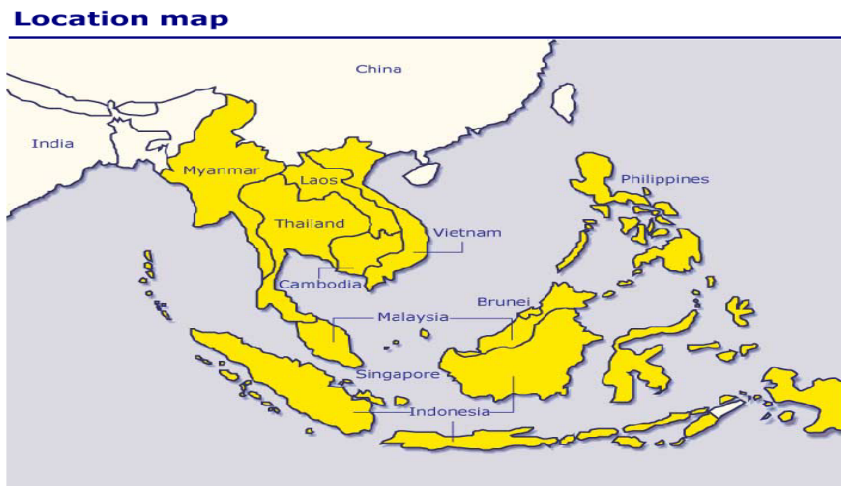 Location map
China
India
Myanmar
Laos
Philippines
Thailand
Vietnam
Cambodia
Brunei
Malaysia
Singapore
Indonesia